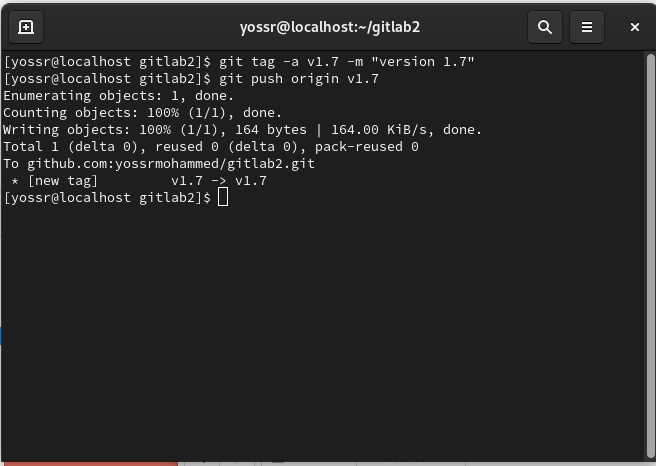 yossr@localhost:~/gitlab2
[yossr@localhost gitlab2]$ git tag -a v1.7 -m "version 1.7"
[yossr@localhost gitlab2]$ git push origin v1.7
Enumerating objects: 1, done.
Counting objects: 100% (1/1), done.
Writing objects: 100% (1/1), 164 bytes | 164.00 KiB/s, done.
Total 1 (delta 0), reused 0 (delta 0), pack-reused 0
To github.com:yossrmohammed/gitlab2.git
 * [new tag]         v1.7 -> v1.7
[yossr@localhost gitlab2]$